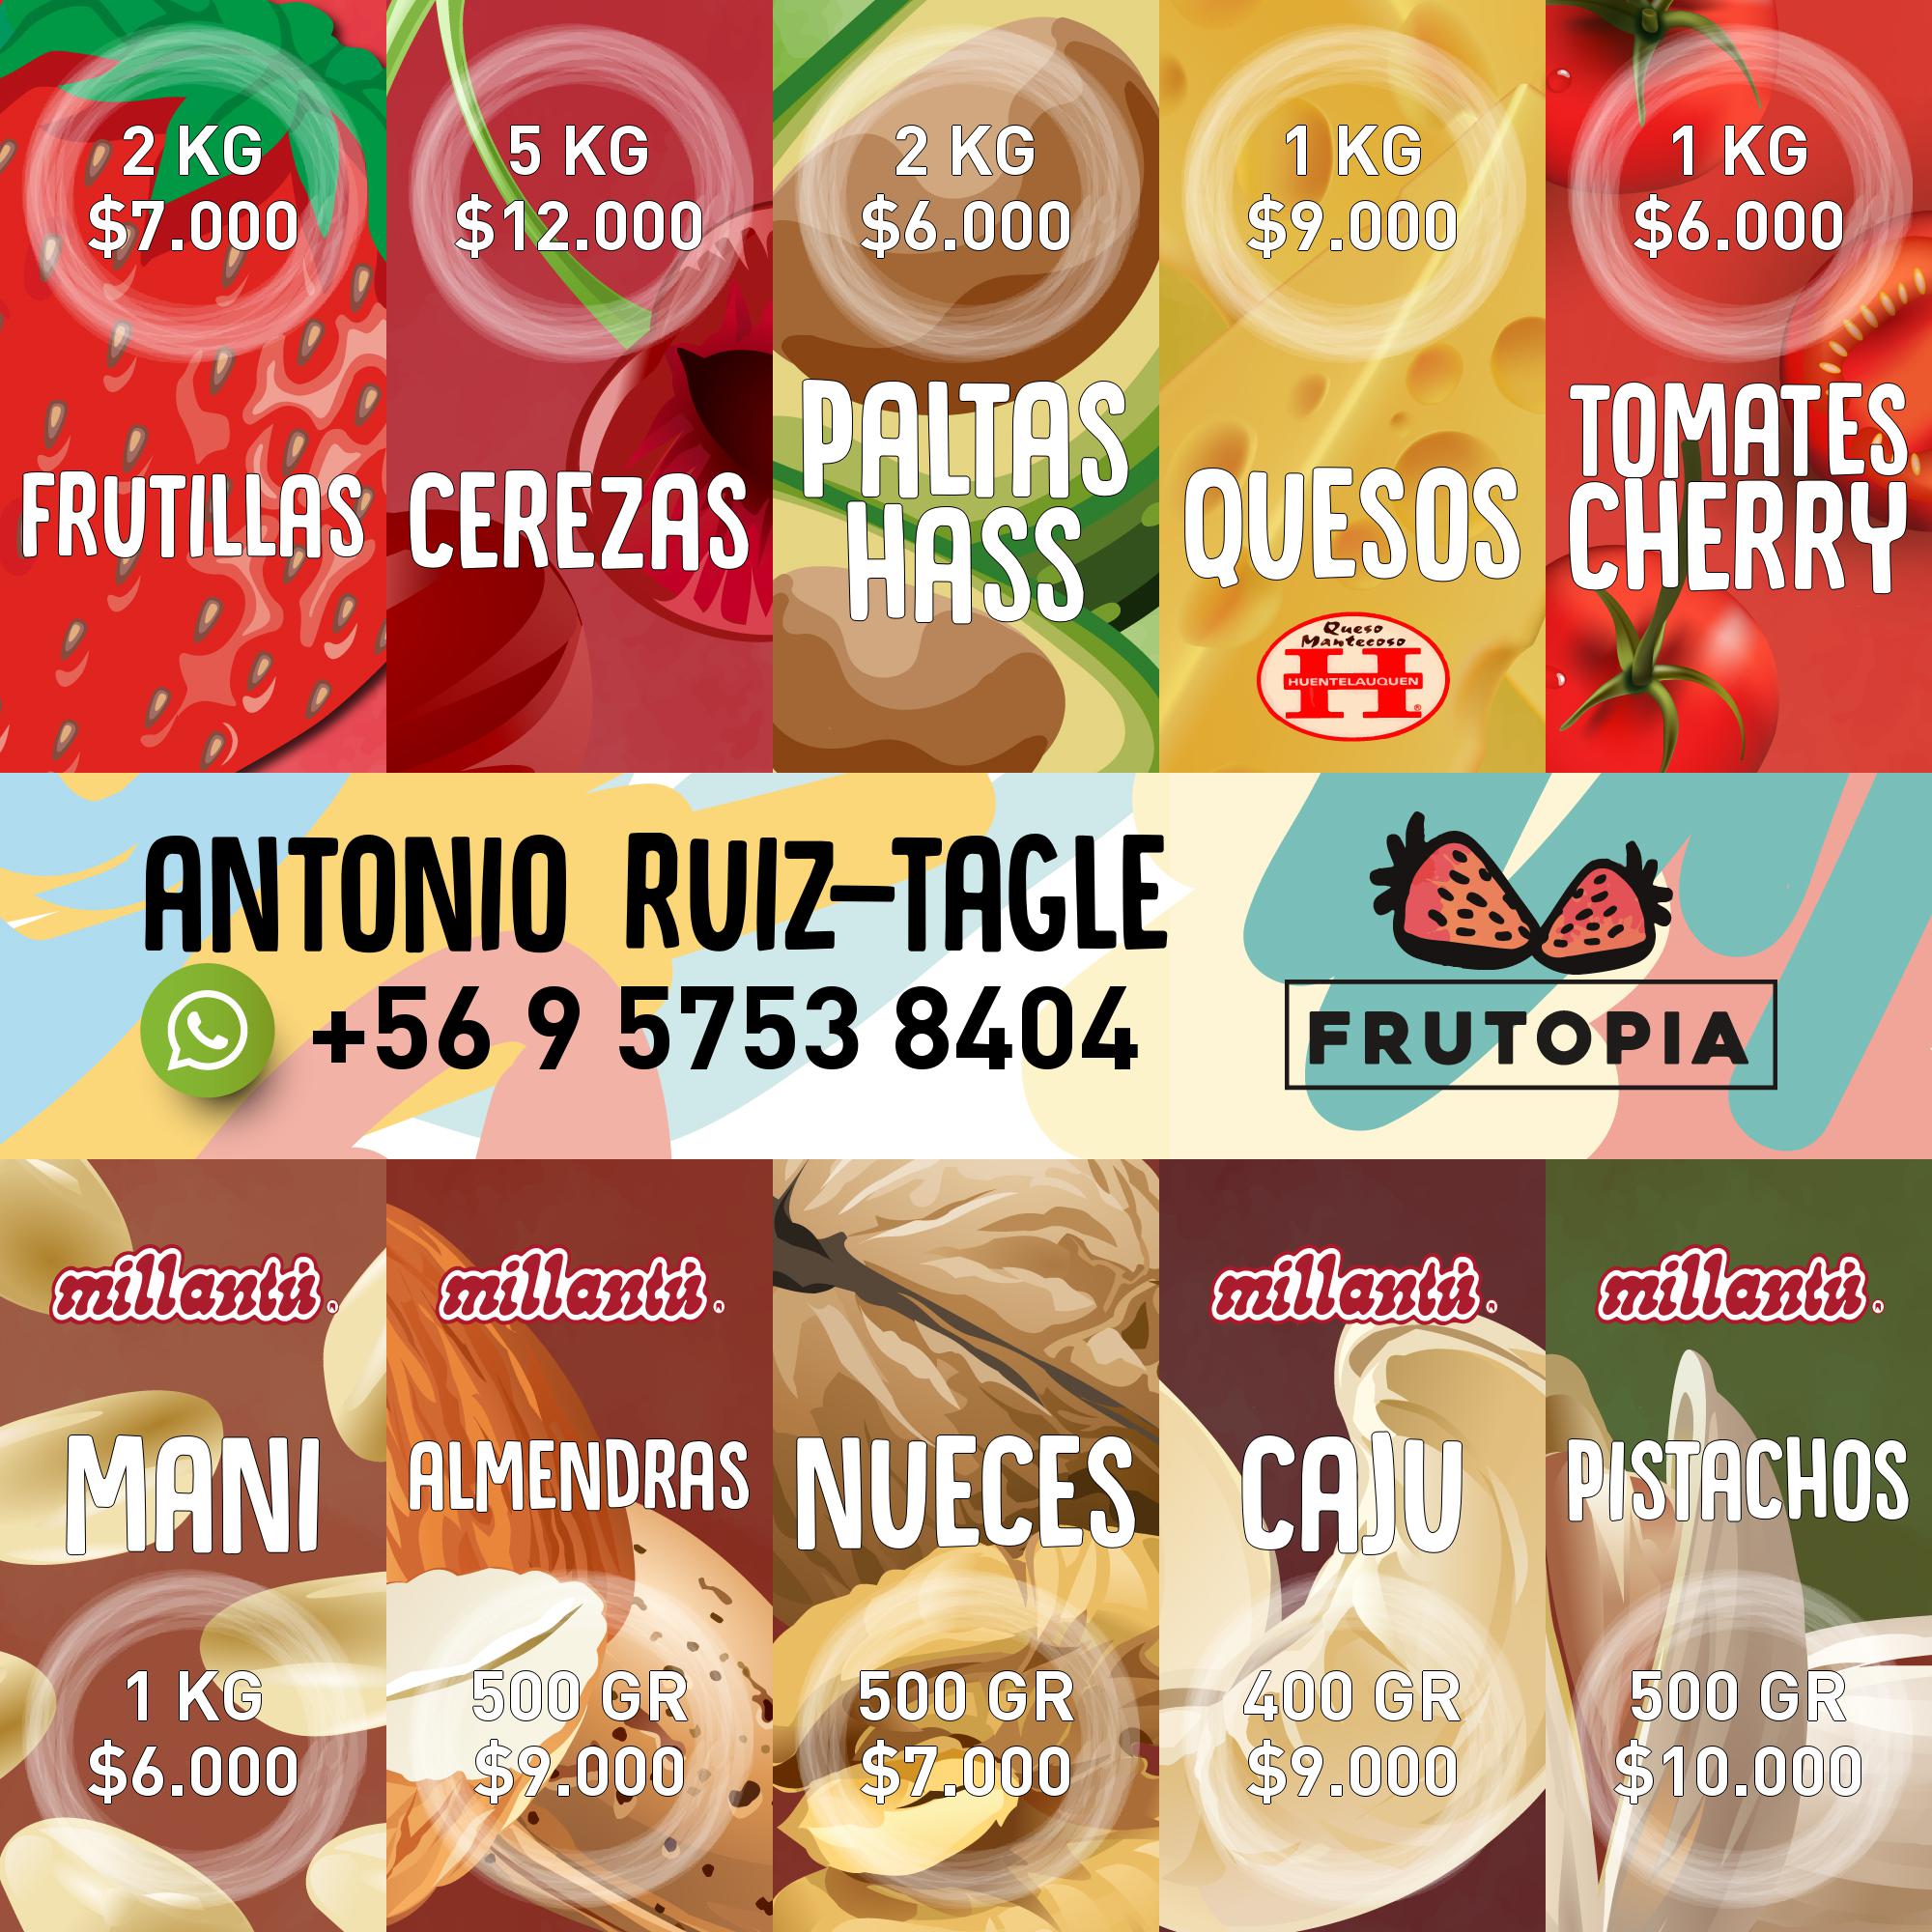 2 KG
$7.000
FRUTILLAS
5 KG
$12.000
CEREZAS
2 KG
$6.000
PALTAS
HASS
1 KG
$9.000
QUESOS
Queso
Mantecoso
H
HUENTELAUQUEN
®
1 KG
$6.000
TOMATES
CHERRY
ANTONIO RUIZ-TAGLE
+56 9 5753 8404
FRUTOPIA
millantú®
MANI
1 KG
$6.000
millantú®
ALMENDRAS
500 GR
$9.000
NUECES
500 GR
$7.000
millantú®
CAJU
400 GR
$9.000
millantú®
PISTACHOS
500 GR
$10.000